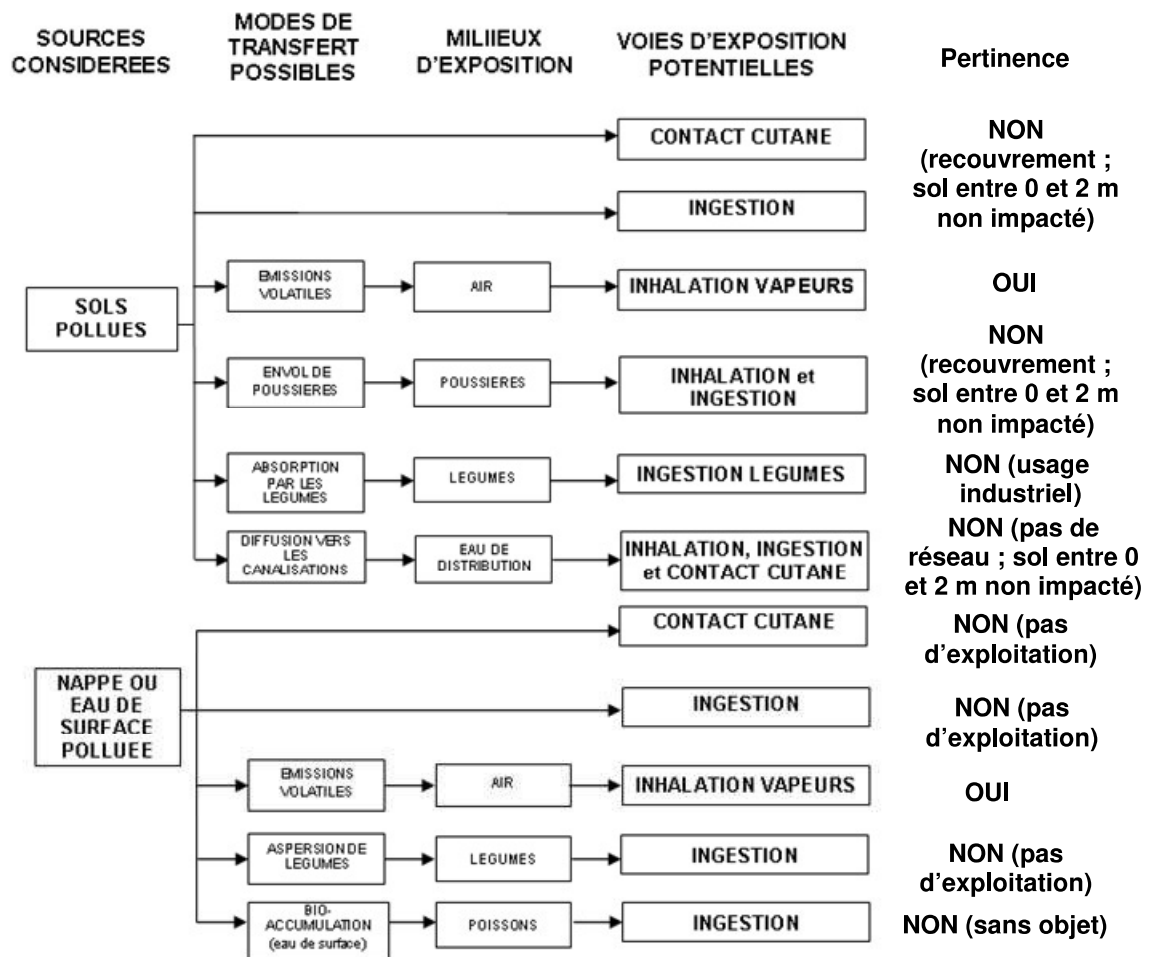 SOURCES
CONSIDEREES
MODES DE
TRANSFERT
POSSIBLES
MILIIEUX
D'EXPOSITION
VOIES D'EXPOSITION
POTENTIELLES
Pertinence
SOLS
POLLUES
CONTACT CUTANE
INGESTION
NON
(recouvrement ;
sol entre 0 et 2 m
non impacté)
EMISSIONS
VOLATILES
AIR
INHALATION VAPEURS
OUI
ENVOL DE
POUSSIERES
POUSSIERES
INHALATION et
INGESTION
NON
(recouvrement ;
sol entre 0 et 2 m
non impacté)
ABSORPTION
PAR LES
LEGUMES
LEGUMES
INGESTION LEGUMES
NON (usage
industriel)
DIFFUSION VERS
LES
CANALISATIONS
EAU DE
DISTRIBUTION
INHALATION, INGESTION
et CONTACT CUTANE
NON (pas de
réseau ; sol entre 0
et 2 m non impacté)
NAPPE OU
EAU DE
SURFACE
POLLUEE
CONTACT CUTANE
NON (pas
d'exploitation)
INGESTION
NON (pas
d'exploitation)
EMISSIONS
VOLATILES
AIR
INHALATION VAPEURS
OUI
ASPERSION DE
LEGUMES
LEGUMES
INGESTION
NON (pas
d'exploitation)
BIO-
ACCUMULATION
(eau de surface)
POISSONS
INGESTION
NON (sans objet)